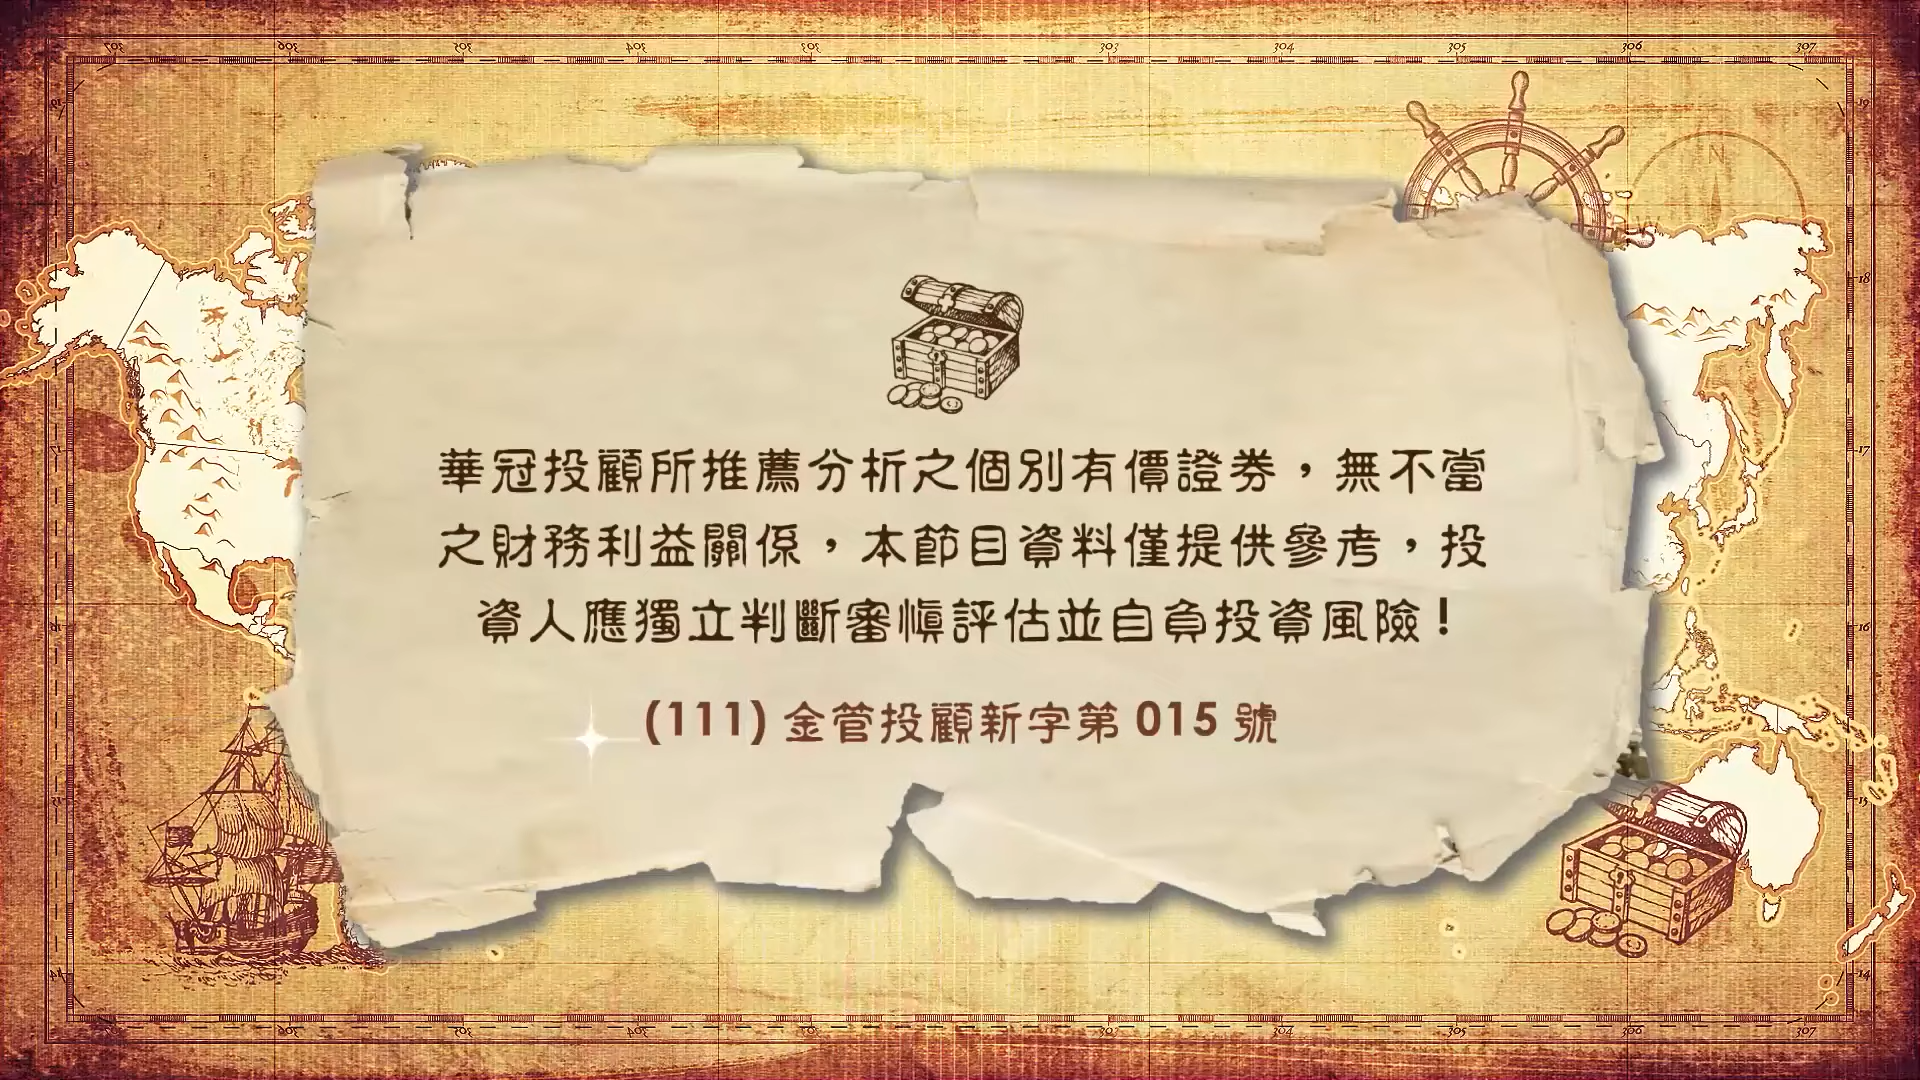 華冠投顧所推薦分析之個別有價證券，無不當
之財務利益關係，本節目資料僅提供參考，投
資人應獨立判斷審慎評估並自負投資風險！
(111) 金管投顧新字第 015 號